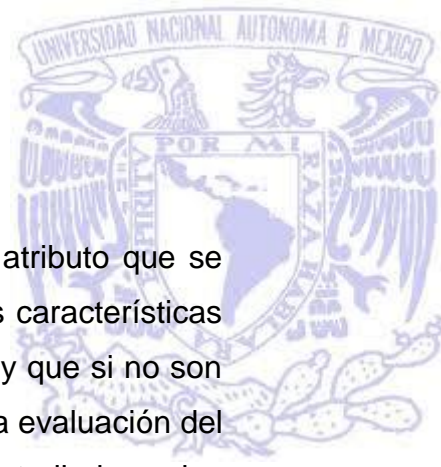 UNIVERSIDAD NACIONAL AUTONOMA D MEXICO
POR MI RAZA HABLARA EL ESPIRITU
atributo que se
s características
y que si no son
a evaluación del